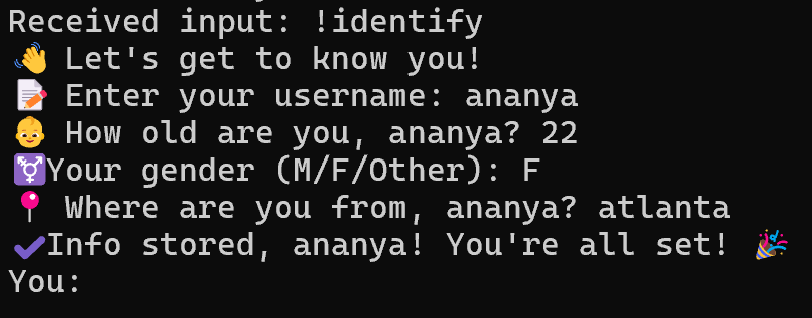 Received input: !identify
👋 Let's get to know you!
📝 Enter your username: ananya
👶 How old are you, ananya? 22
⚧Your gender (M/F/Other): F
📍 Where are you from, ananya? atlanta
✔Info stored, ananya! You're all set! 🎉
You: